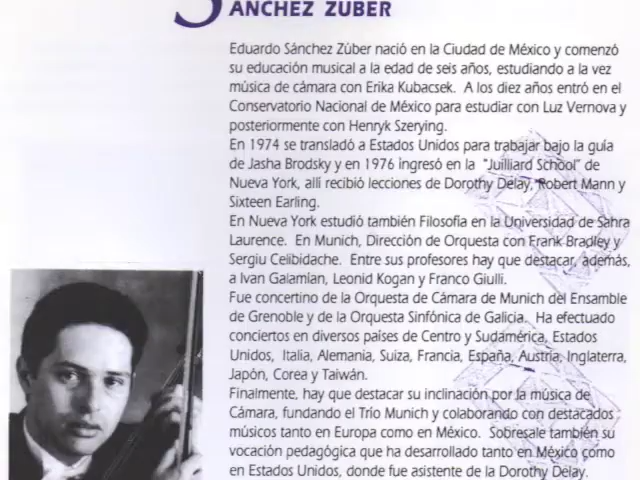 SANCHEZ ZUBER
Eduardo Sánchez Zúber nació en la Ciudad de México y comenzó
su educación musical a la edad de seis años, estudiando a la vez
música de cámara con Erika Kubacsek. A los diez años entró en el
Conservatorio Nacional de México para estudiar con Luz Vernova y
posteriormente con Henryk Szerying.
En 1974 se transladó a Estados Unidos para trabajar bajo la guía
de Jasha Brodsky y en 1976 ingresó en la "Juilliard School" de
Nueva York, allí recibió lecciones de Dorothy Delay, Robert Mann y
Sixteen Earling.
En Nueva York estudió también Filosofía en la Universidad de Sahra
Laurence. En Munich, Dirección de Orquesta con Frank Bradley y
Sergiu Celibidache. Entre sus profesores hay que destacar, además,
a Ivan Galamían, Leonid Kogan y Franco Giulli.
Fue concertino de la Orquesta de Cámara de Munich del Ensamble
de Grenoble y de la Orquesta Sinfónica de Galicia. Ha efectuado
conciertos en diversos países de Centro y Sudamérica, Estados
Unidos, Italia, Alemania, Suiza, Francia, España, Austria, Inglaterra,
Japón, Corea y Taiwán.
Finalmente, hay que destacar su inclinación por la música de
Cámara, fundando el Trío Munich y colaborando con destacados
músicos tanto en Europa como en México. Sobresale también su
vocación pedagógica que ha desarrollado tanto en México como
en Estados Unidos, donde fue asistente de la Dorothy Delay.